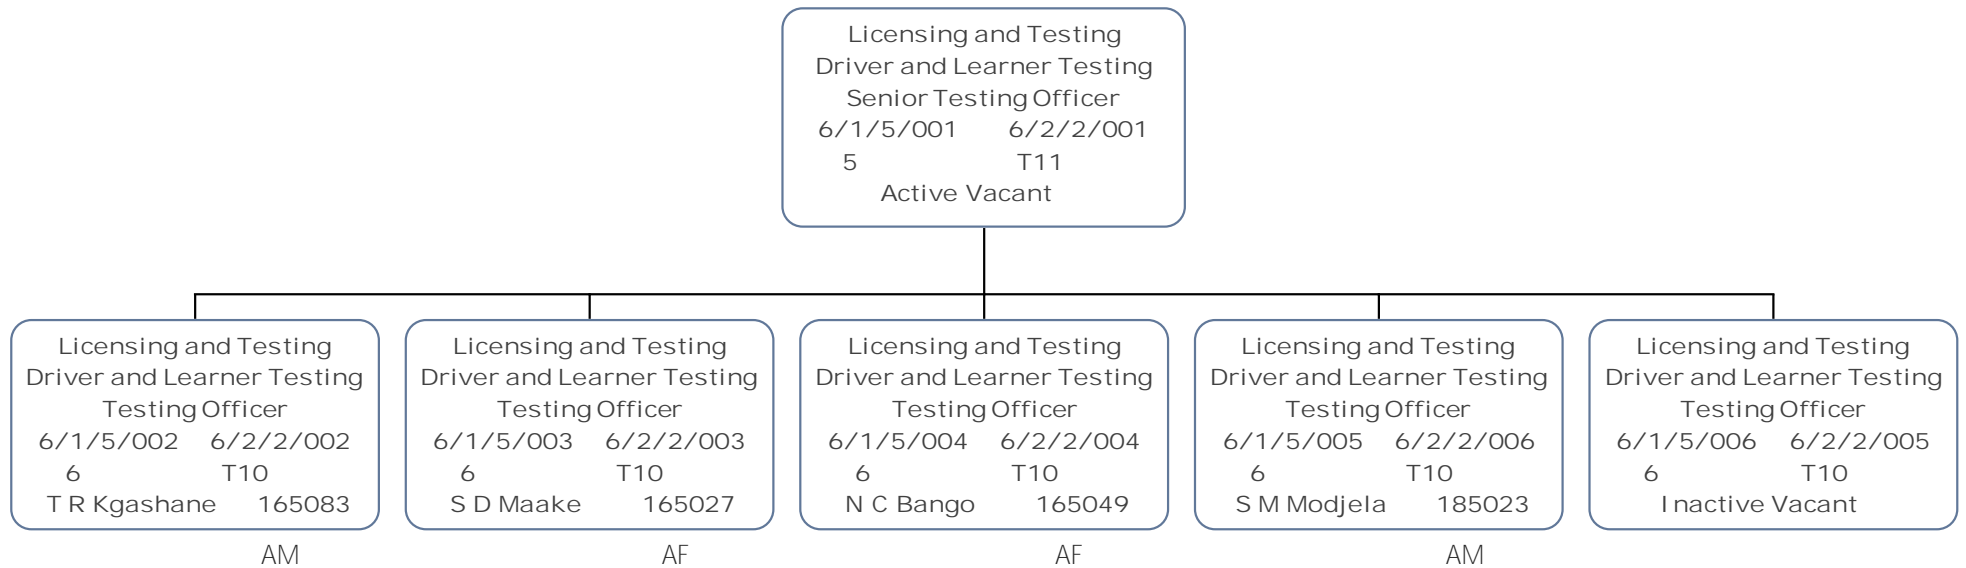 Licensing and Testing
Driver and Learner Testing
Senior Testing Officer
6/1/5/001 6/2/2/001
5 T11
Active Vacant
Licensing and Testing
Driver and Learner Testing
Testing Officer
6/1/5/002 6/2/2/002
6 T10
T R Kgashane 165083
AM
Licensing and Testing
Driver and Learner Testing
Testing Officer
6/1/5/003 6/2/2/003
6 T10
S D Maake 165027
AF
Licensing and Testing
Driver and Learner Testing
Testing Officer
6/1/5/004 6/2/2/004
6 T10
N C Bango 165049
AF
Licensing and Testing
Driver and Learner Testing
Testing Officer
6/1/5/005 6/2/2/006
6 T10
S M Modjela 185023
AM
Licensing and Testing
Driver and Learner Testing
Testing Officer
6/1/5/006 6/2/2/005
6 T10
Inactive Vacant